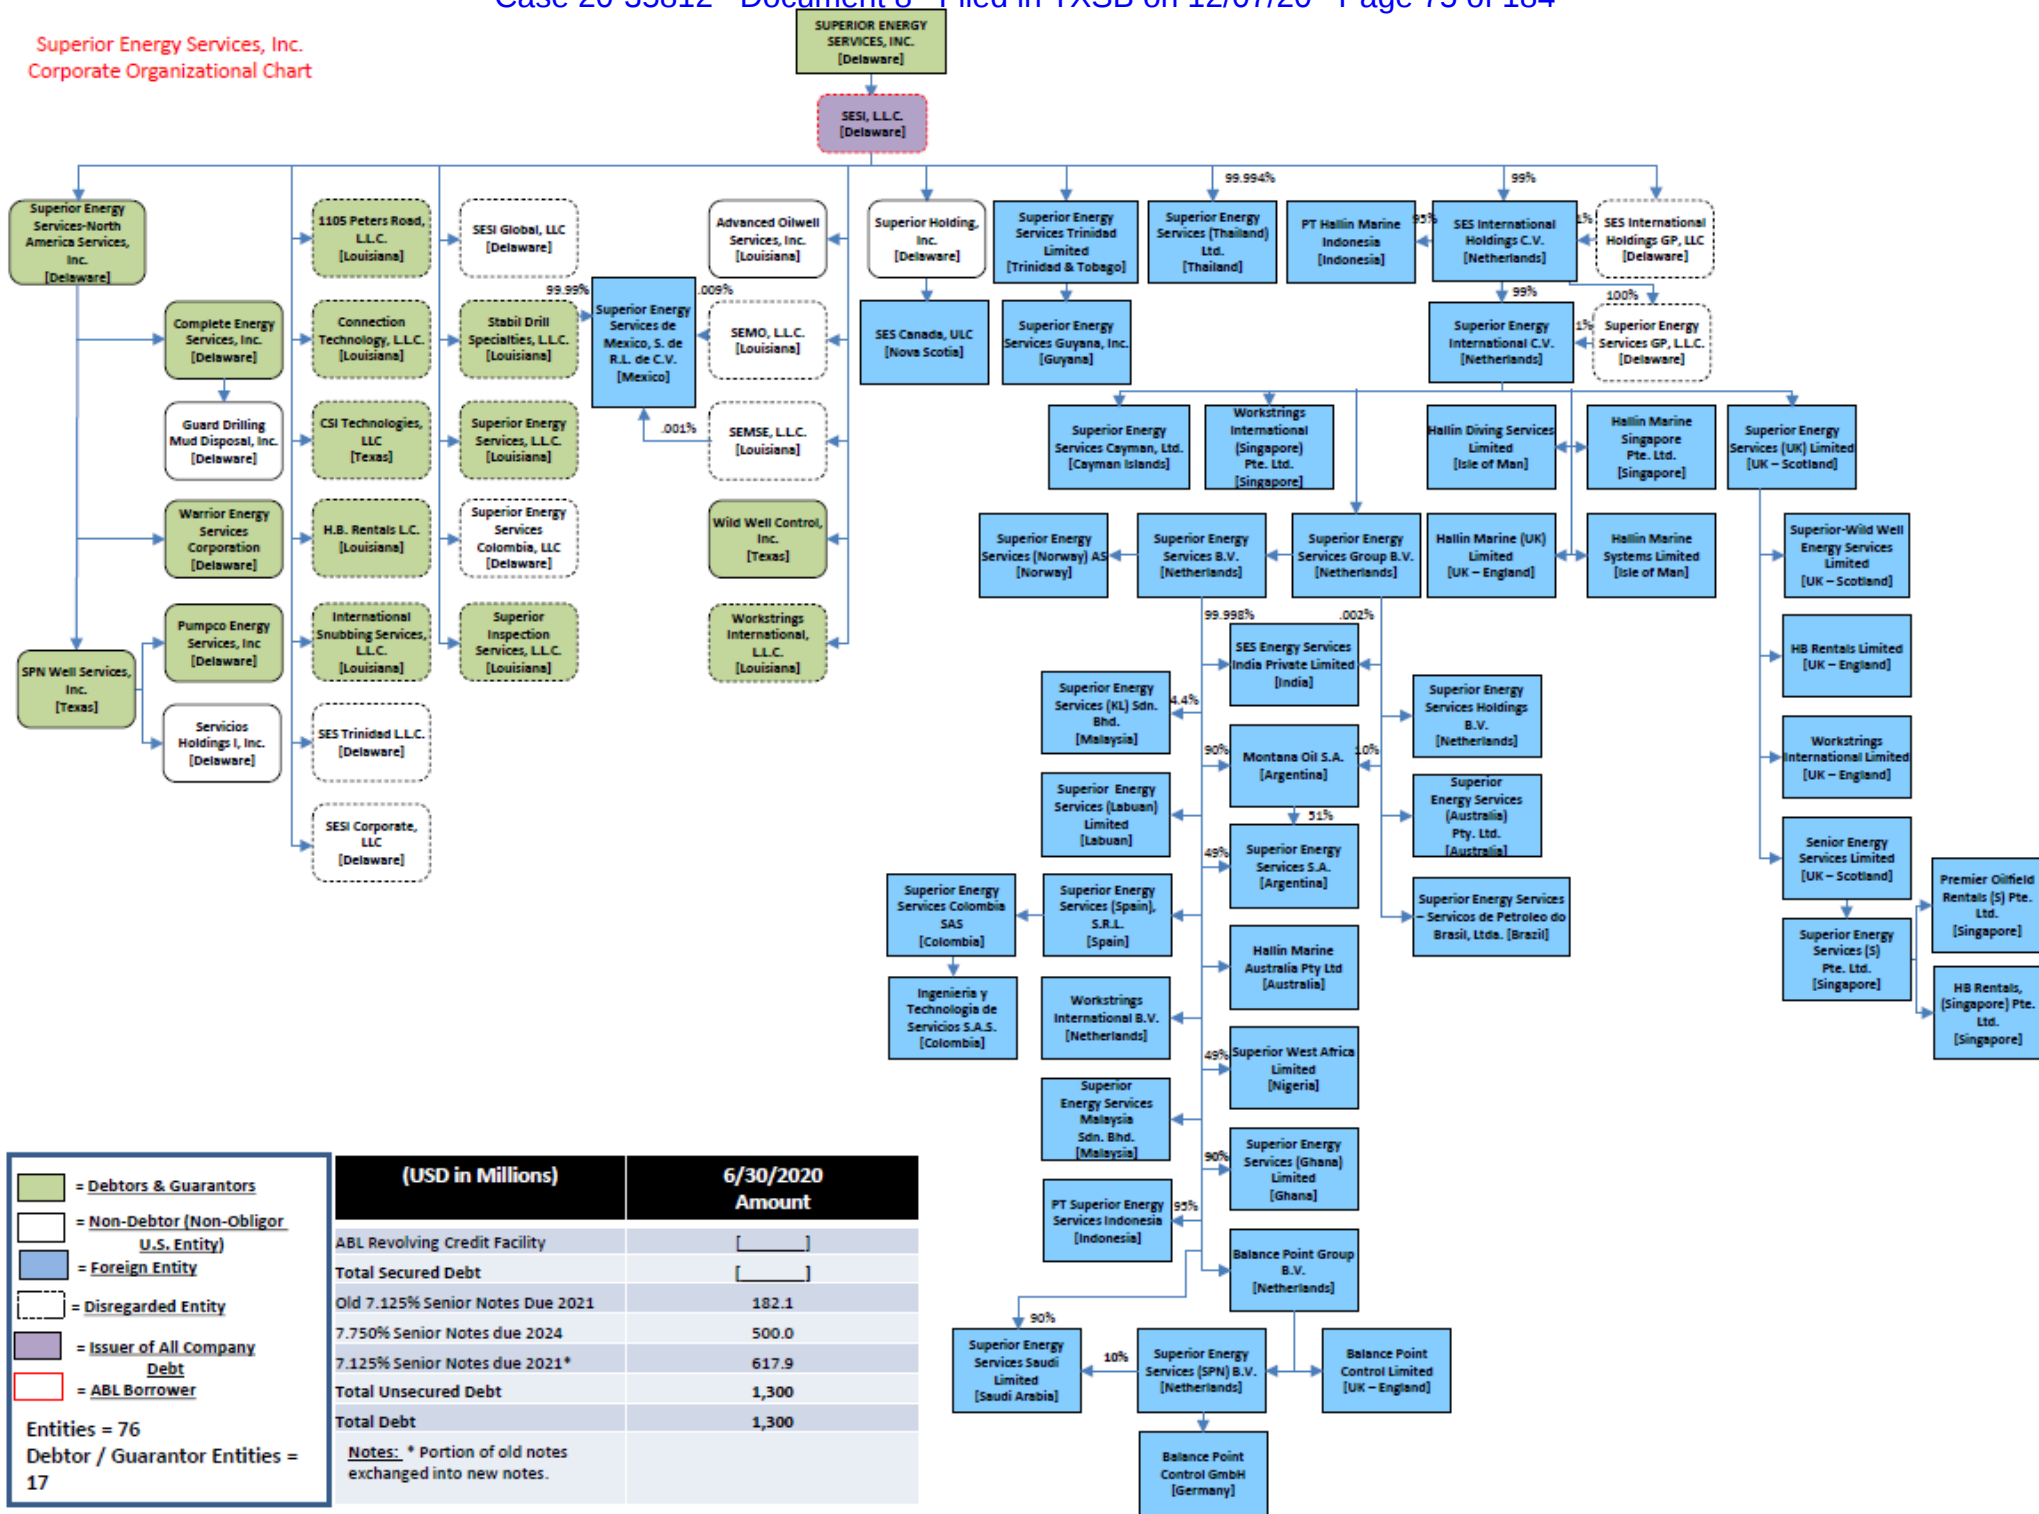 Case 20-35812 Document 8 Filed in TXSB on 12/07/20 Page 75 of 184
Superior Energy Services, Inc.
Corporate Organizational Chart
SUPERIOR ENERGY
SERVICES, INC.
[Delaware]
SESI, L.L.C.
[Delaware]
Superior Energy
Services-North
America Services,
Inc.
[Delaware]
Complete Energy
Services, Inc.
[Delaware]
Guard Drilling
Mud Disposal, Inc.
[Delaware]
Warrior Energy
Services
Corporation
[Delaware]
Pumpco Energy
Services, Inc
[Delaware]
SPN Well Services,
Inc.
[Texas]
Servicios
Holdings I, Inc.
[Delaware]
1105 Peters Road,
L.L.C.
[Louisiana]
Connection
Technology, L.L.C.
[Louisiana]
CSI Technologies,
LLC
[Texas]
H.B. Rentals L.C.
[Louisiana]
International
Snubbing Services,
L.L.C.
[Louisiana]
SES Trinidad L.L.C.
[Delaware]
SESI Corporate,
LLC
[Delaware]
SESI Global, LLC
[Delaware]
Stabil Drill
Specialties, L.L.C.
[Louisiana]
Superior Energy
Services, L.L.C.
[Louisiana]
Superior Energy
Services
Colombia, LLC
[Delaware]
Superior
Inspection
Services, L.L.C.
[Louisiana]
99.99%
Superior Energy
Services de
Mexico, S. de
R.L. de C.V.
[Mexico]
.009%
.001%
Advanced Oilwell
Services, Inc.
[Louisiana]
SEMO, L.L.C.
[Louisiana]
SEMSE, L.L.C.
[Louisiana]
Wild Well Control,
Inc.
[Texas]
Workstrings
International,
L.L.C.
[Louisiana]
Superior Holding,
Inc.
[Delaware]
SES Canada, ULC
[Nova Scotia]
Superior Energy
Services Trinidad
Limited
[Trinidad & Tobago]
Superior Energy
Services Guyana, Inc.
[Guyana]
99.994%
Superior Energy
Services (Thailand)
Ltd.
[Thailand]
PT Hallin Marine
Indonesia
[Indonesia]
95%
99%
SES International
Holdings C.V.
[Netherlands]
1%
SES International
Holdings GP, LLC
[Delaware]
99%
100%
Superior Energy
International C.V.
[Netherlands]
1%
Superior Energy
Services GP, L.L.C.
[Delaware]
Superior Energy
Services Cayman, Ltd.
[Cayman Islands]
Workstrings
International
(Singapore)
Pte. Ltd.
[Singapore]
Hallin Diving Services
Limited
[Isle of Man]
Hallin Marine
Singapore
Pte. Ltd.
[Singapore]
Superior Energy
Services (UK) Limited
[UK – Scotland]
Superior Energy
Services (Norway) AS
[Norway]
Superior Energy
Services B.V.
[Netherlands]
Superior Energy
Services Group B.V.
[Netherlands]
Hallin Marine (UK)
Limited
[UK – England]
Hallin Marine
Systems Limited
[Isle of Man]
Superior-Wild Well
Energy Services
Limited
[UK – Scotland]
HB Rentals Limited
[UK – England]
Workstrings
International Limited
[UK – England]
Senior Energy
Services Limited
[UK – Scotland]
Superior Energy
Services (S)
Pte. Ltd.
[Singapore]
Premier Oilfield
Rentals (S) Pte.
Ltd.
[Singapore]
HB Rentals,
(Singapore) Pte.
Ltd.
[Singapore]
99.998%
.002%
SES Energy Services
India Private Limited
[India]
Superior Energy
Services (KL) Sdn.
Bhd.
[Malaysia]
4.4%
Superior Energy
Services Holdings
B.V.
[Netherlands]
90%
Montana Oil S.A.
[Argentina]
10%
Superior Energy
Services (Labuan)
Limited
[Labuan]
51%
Superior
Energy Services
(Australia)
Pty. Ltd.
[Australia]
49%
Superior Energy
Services S.A.
[Argentina]
Superior Energy
Services Colombia
SAS
[Colombia]
Superior Energy
Services (Spain),
S.R.L.
[Spain]
Superior Energy Services
– Servicos de Petroleo do
Brasil, Ltda. [Brazil]
Hallin Marine
Australia Pty Ltd
[Australia]
Ingenieria y
Technologia de
Servicios S.A.S.
[Colombia]
Workstrings
International B.V.
[Netherlands]
49%
Superior West Africa
Limited
[Nigeria]
Superior
Energy Services
Malaysia
Sdn. Bhd.
[Malaysia]
90%
Superior Energy
Services (Ghana)
Limited
[Ghana]
PT Superior Energy
Services Indonesia
[Indonesia]
95%
Balance Point Group
B.V.
[Netherlands]
90%
Superior Energy
Services Saudi
Limited
[Saudi Arabia]
10%
Superior Energy
Services (SPN) B.V.
[Netherlands]
Balance Point
Control Limited
[UK – England]
Balance Point
Control GmbH
[Germany]
= Debtors & Guarantors
= Non-Debtor (Non-Obligor
U.S. Entity)
= Foreign Entity
= Disregarded Entity
= Issuer of All Company
Debt
= ABL Borrower
Entities = 76
Debtor / Guarantor Entities =
17
(USD in Millions) 6/30/2020
Amount
ABL Revolving Credit Facility [______]
Total Secured Debt [______]
Old 7.125% Senior Notes Due 2021 182.1
7.750% Senior Notes due 2024 500.0
7.125% Senior Notes due 2021* 617.9
Total Unsecured Debt 1,300
Total Debt 1,300
Notes: * Portion of old notes
exchanged into new notes.